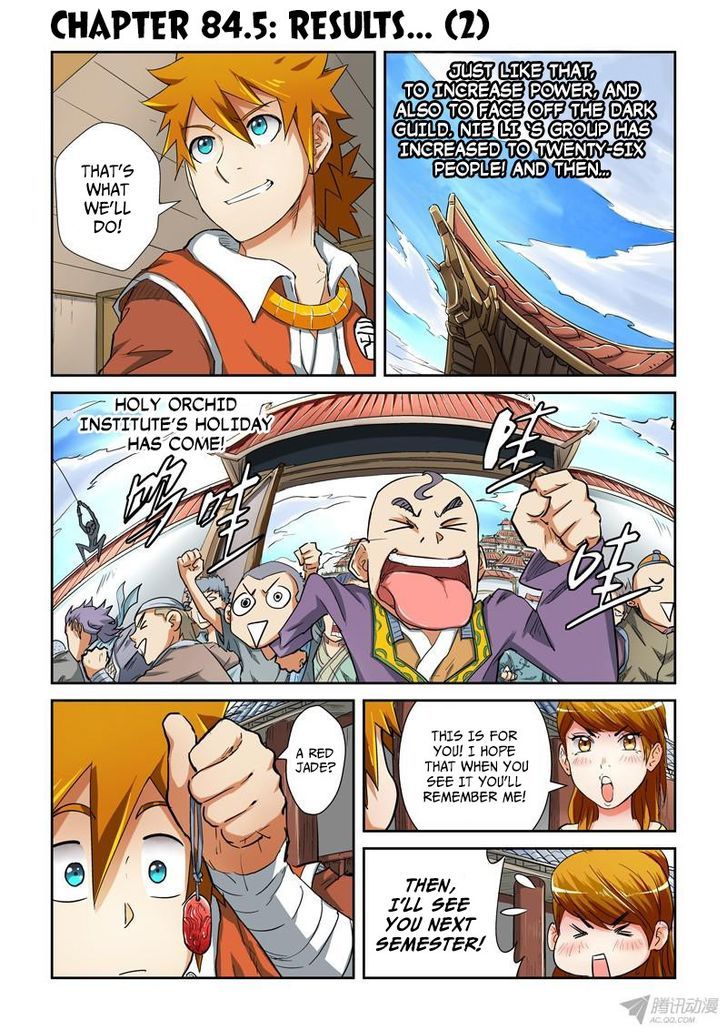 CHAPTER 84.5: RESULTS... (2)
THAT'S
WHAT
WE'LL
DO!
JUST LIKE THAT,
TO INCREASE POWER, AND
ALSO TO FACE OFF THE DARK
GUILD. NIE LI 'S GROUP HAS
INCREASED TO TWENTY-SIX
PEOPLE! AND THEN...
HOLY ORCHID
INSTITUTE'S HOLIDAY
HAS COME!
呜
哇
哇
哇
A RED
JADE?
THIS IS FOR
YOU! I HOPE
THAT WHEN YOU
SEE IT YOU'LL
REMEMBER ME!
THEN,
I'LL SEE
YOU NEXT
SEMESTER!
腾讯动漫
AC.QQ.COM